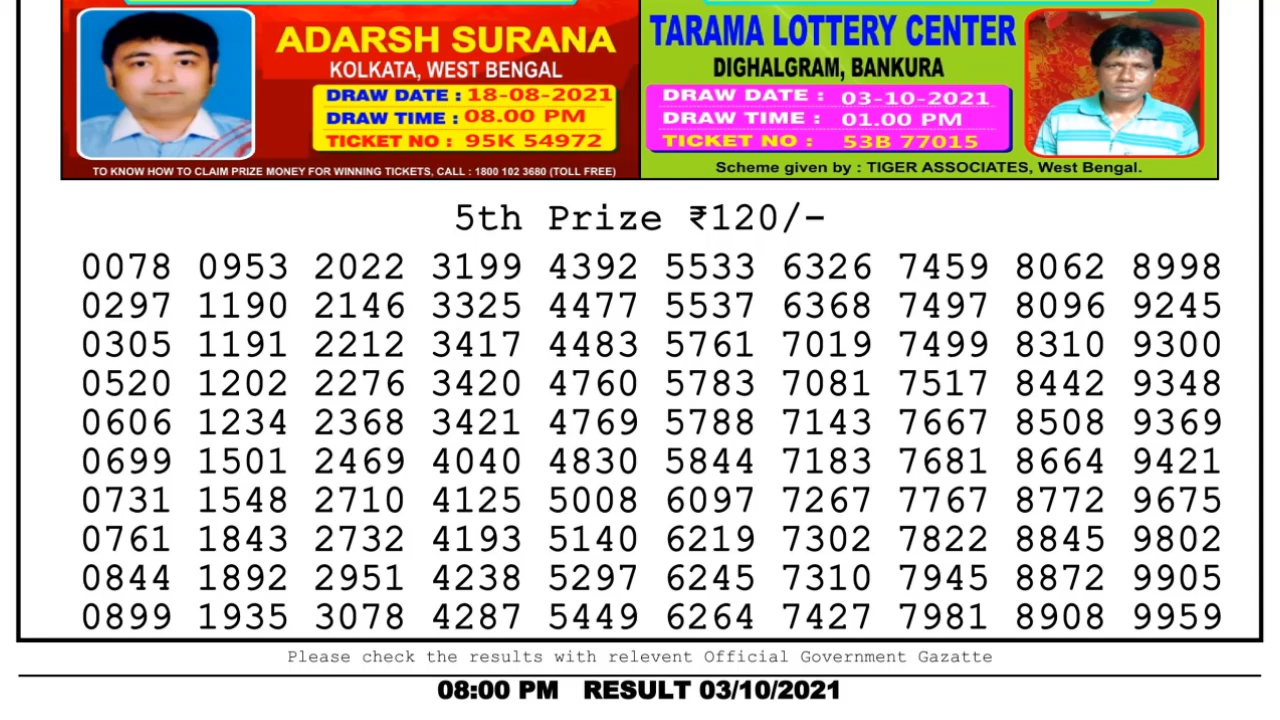 ADARSH SURANA
KOLKATA, WEST BENGAL
DRAW DATE : 18-08-2021
DRAW TIME : 08.00 PM
TICKET NO : 95K 54972
TO KNOW HOW TO CLAIM PRIZE MONEY FOR WINNING TICKETS, CALL : 1800 102 3680 (TOLL FREE)
TARAMA LOTTERY CENTER
DIGHALGRAM, BANKURA
DRAW DATE : 03-10-2021
DRAW TIME : 01.00 PM
TICKET NO : 53B 77015
Scheme given by : TIGER ASSOCIATES, West Bengal.
5th Prize ₹120/-
0078 0953 2022 3199 4392 5533 6326 7459 8062 8998
0297 1190 2146 3325 4477 5537 6368 7497 8096 9245
0305 1191 2212 3417 4483 5761 7019 7499 8310 9300
0520 1202 2276 3420 4760 5783 7081 7517 8442 9348
0606 1234 2368 3421 4769 5788 7143 7667 8508 9369
0699 1501 2469 4040 4830 5844 7183 7681 8664 9421
0731 1548 2710 4125 5008 6097 7267 7767 8772 9675
0761 1843 2732 4193 5140 6219 7302 7822 8845 9802
0844 1892 2951 4238 5297 6245 7310 7945 8872 9905
0899 1935 3078 4287 5449 6264 7427 7981 8908 9959
Please check the results with relevent Official Government Gazatte
08:00 PM RESULT 03/10/2021